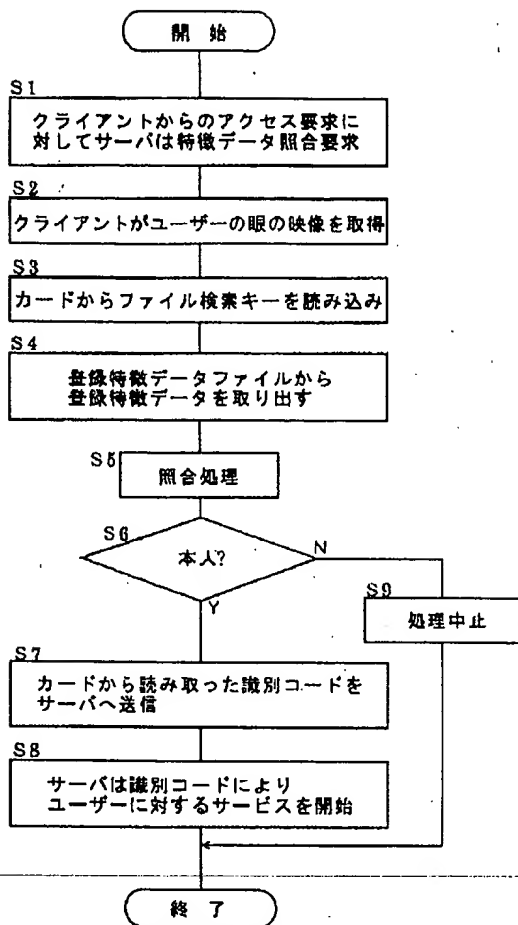 開 始
S1
クライアントからのアクセス要求に
対してサーバは特徴データ照合要求
S2
クライアントがユーザーの眼の映像を取得
S3
カードからファイル検索キーを読み込み
S4
登録特徴データファイルから
登録特徴データを取り出す
S5
照合処理
S6
本人?
N
Y
S9
処理中止
S7
カードから読み取った識別コードを
サーバへ送信
S8
サーバは識別コードにより
ユーザーに対するサービスを開始
終 了